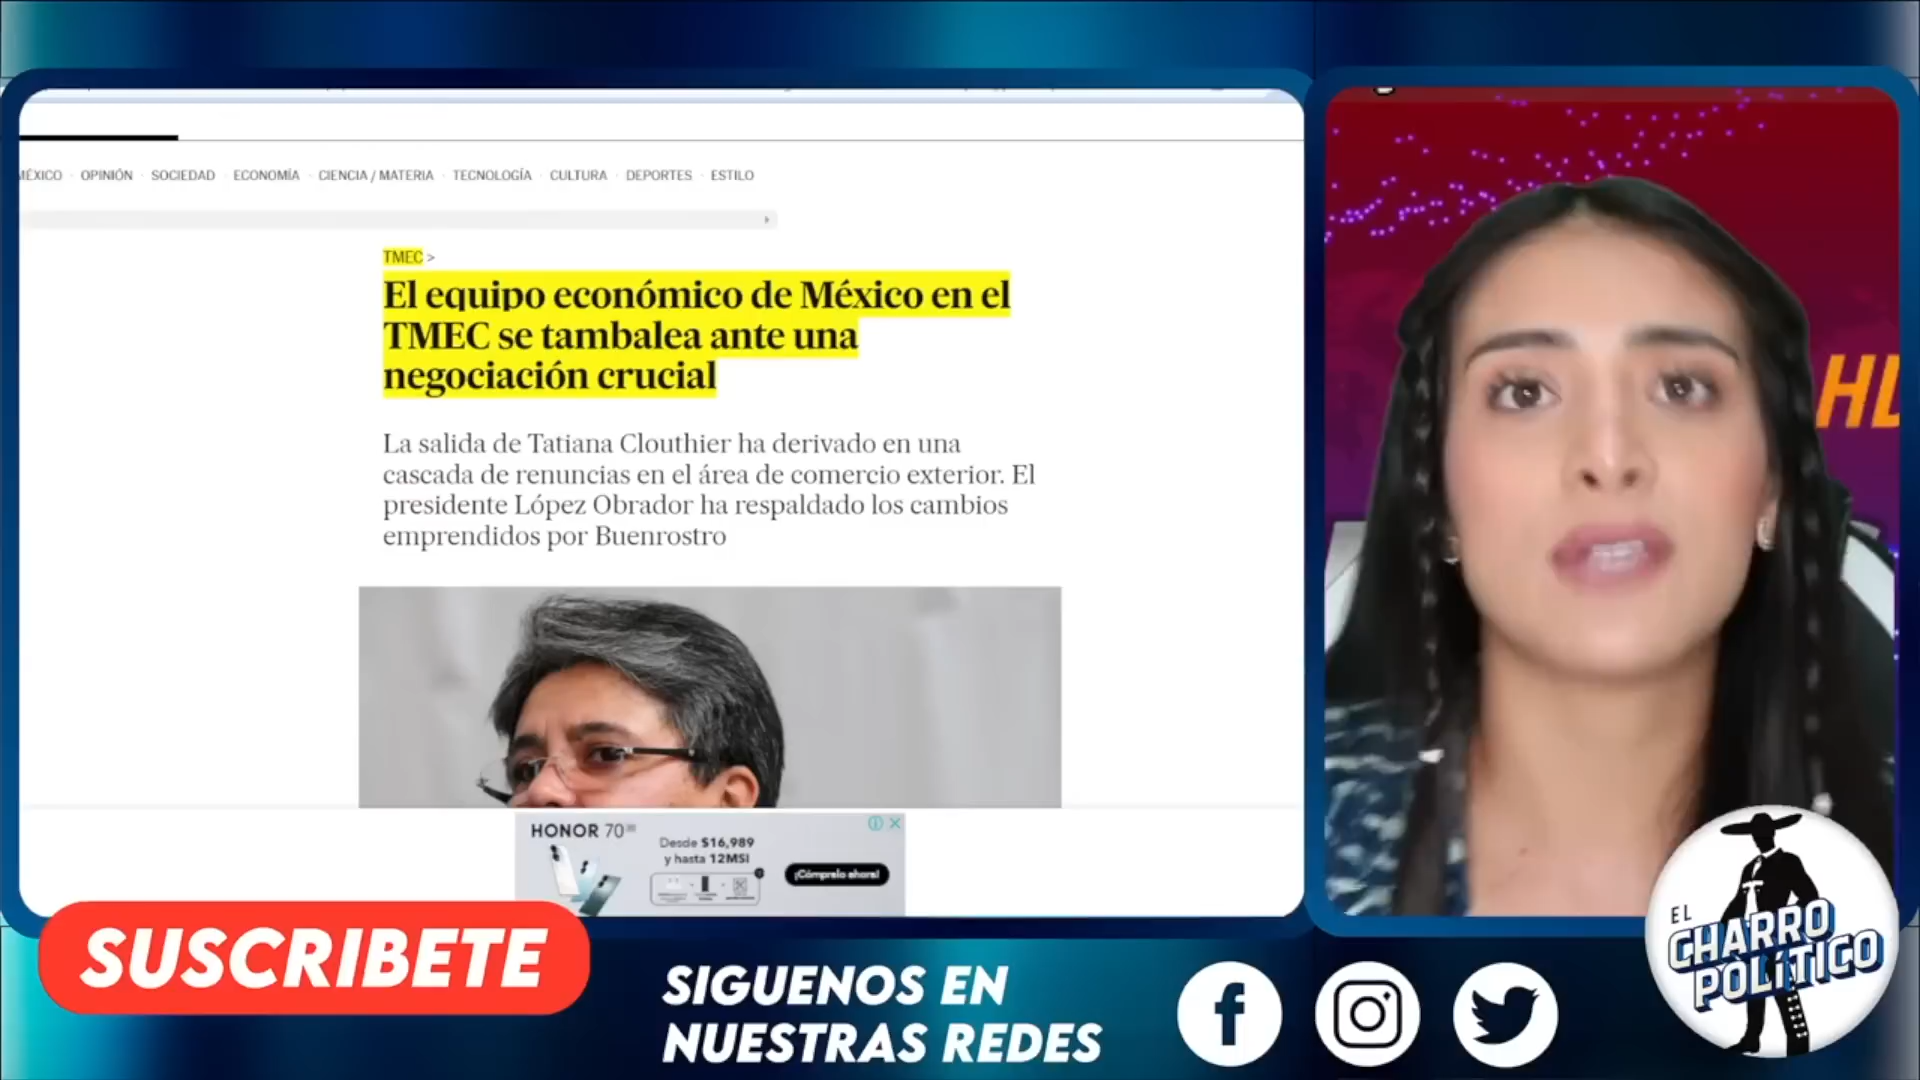 MÉXICO · OPINIÓN · SOCIEDAD · ECONOMÍA · CIENCIA / MATERIA · TECNOLOGÍA · CULTURA · DEPORTES · ESTILO
TMEC >
El equipo económico de México en el
TMEC se tambalea ante una
negociación crucial
La salida de Tatiana Clouthier ha derivado en una
cascada de renuncias en el área de comercio exterior. El
presidente López Obrador ha respaldado los cambios
emprendidos por Buenrostro
HONOR 70
Desde $16,989
y hasta 12MSI
¡Cómpralo ahora!
HU
SUSCRIBETE
SIGUENOS EN
NUESTRAS REDES
EL
CHARRO
POLÍTICO